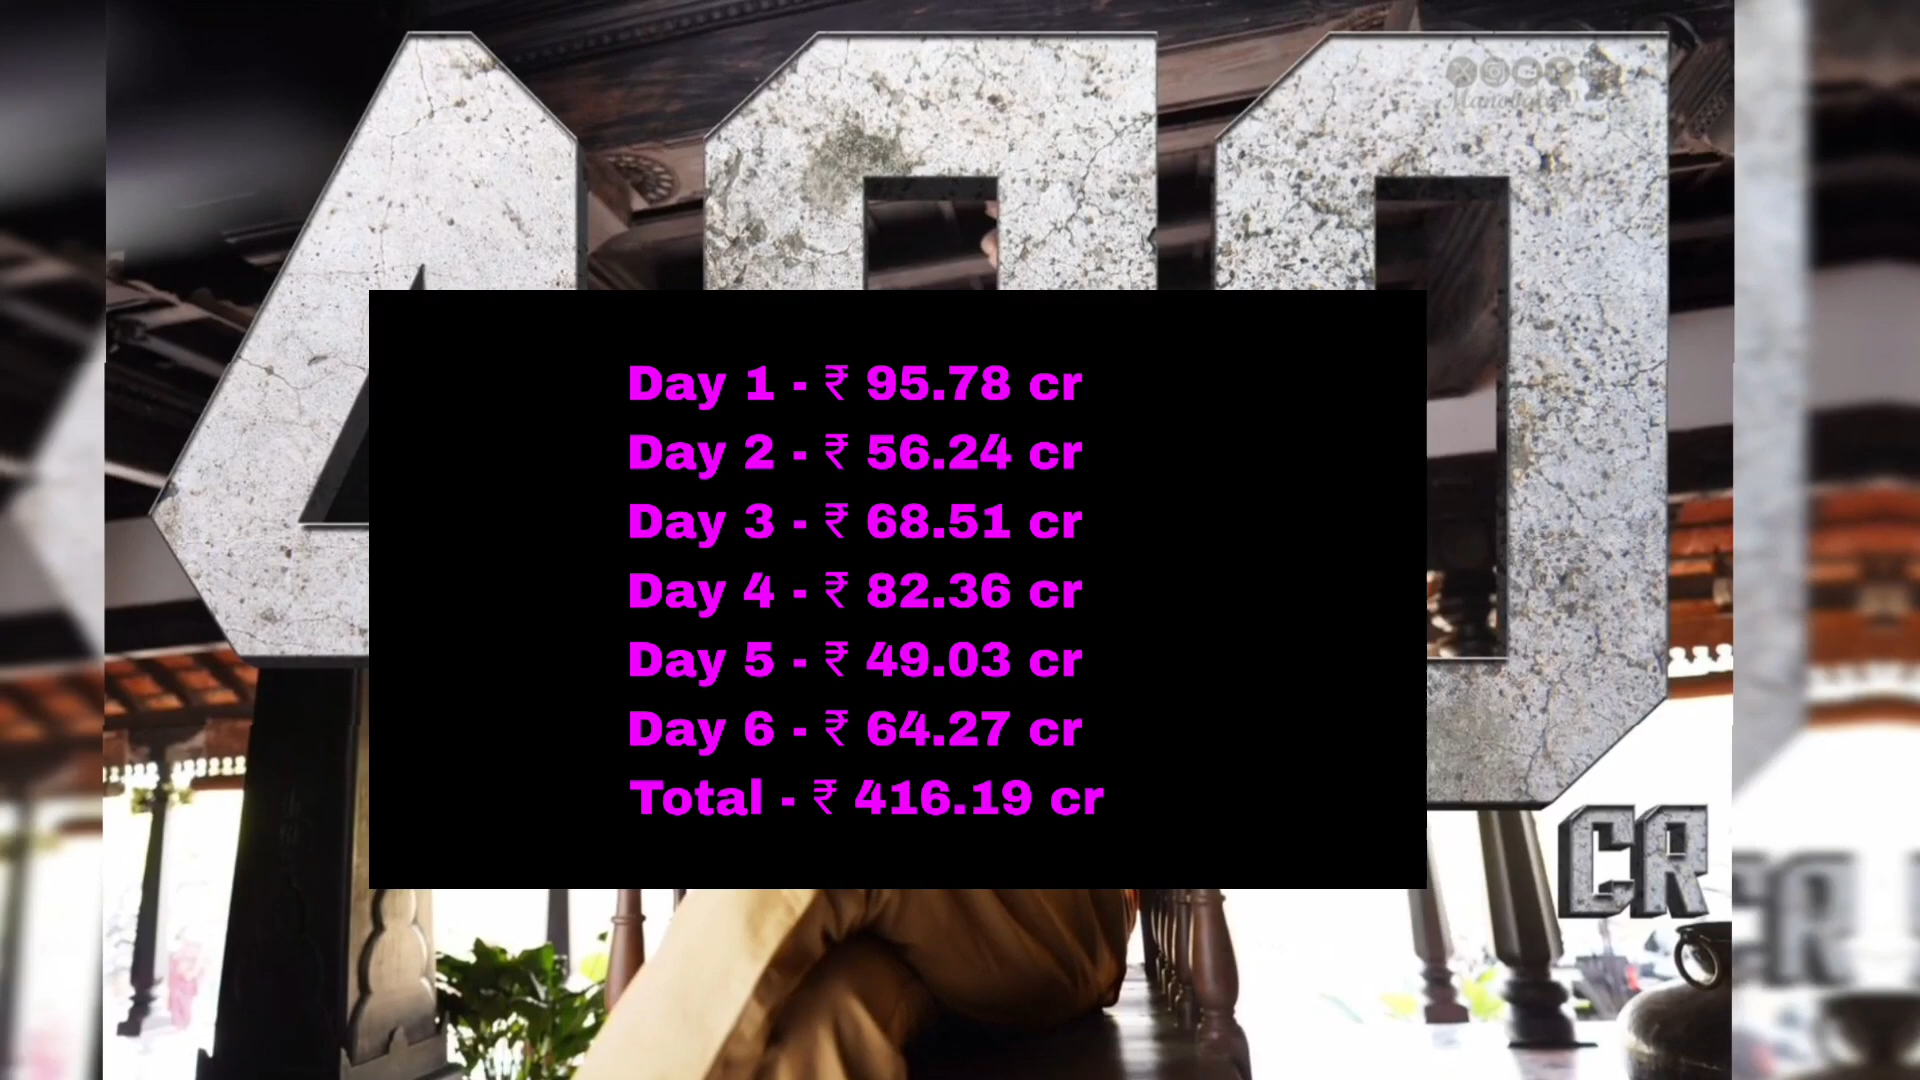 400
CR
Day 1 - ₹ 95.78 cr
Day 2 - ₹ 56.24 cr
Day 3 - ₹ 68.51 cr
Day 4 - ₹ 82.36 cr
Day 5 - ₹ 49.03 cr
Day 6 - ₹ 64.27 cr
Total - ₹ 416.19 cr